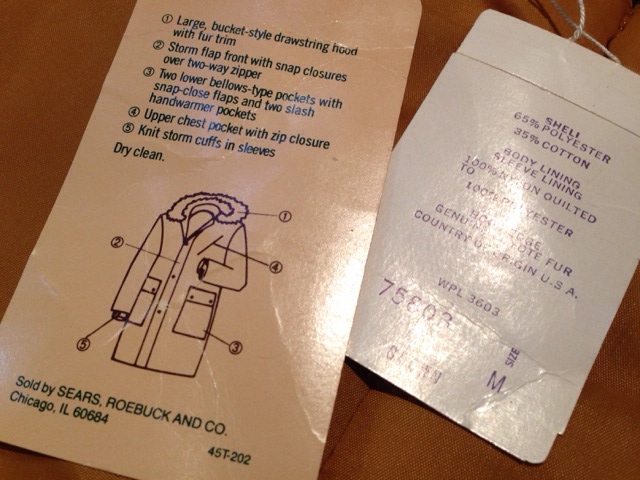 ① Large, bucket-style drawstring hood
with fur trim
② Storm flap front with snap closures
over two-way zipper
③ Two lower bellows-type pockets with
snap-close flaps and two slash
handwarmer pockets
④ Upper chest pocket with zip closure
⑤ Knit storm cuffs in sleeves
Dry clean.
①
②
④
⑤
③
Sold by SEARS, ROEBUCK AND CO.
Chicago, IL 60684
45T-202
SHELL
65% POLYESTER
35% COTTON
BODY LINING
SLEEVE LINING
100% NYLON QUILTED
TO
100% POLYESTER
GENUINE COYOTE FUR
COUNTRY OF ORIGIN U.S.A.
WPL 3603
SIZE
M